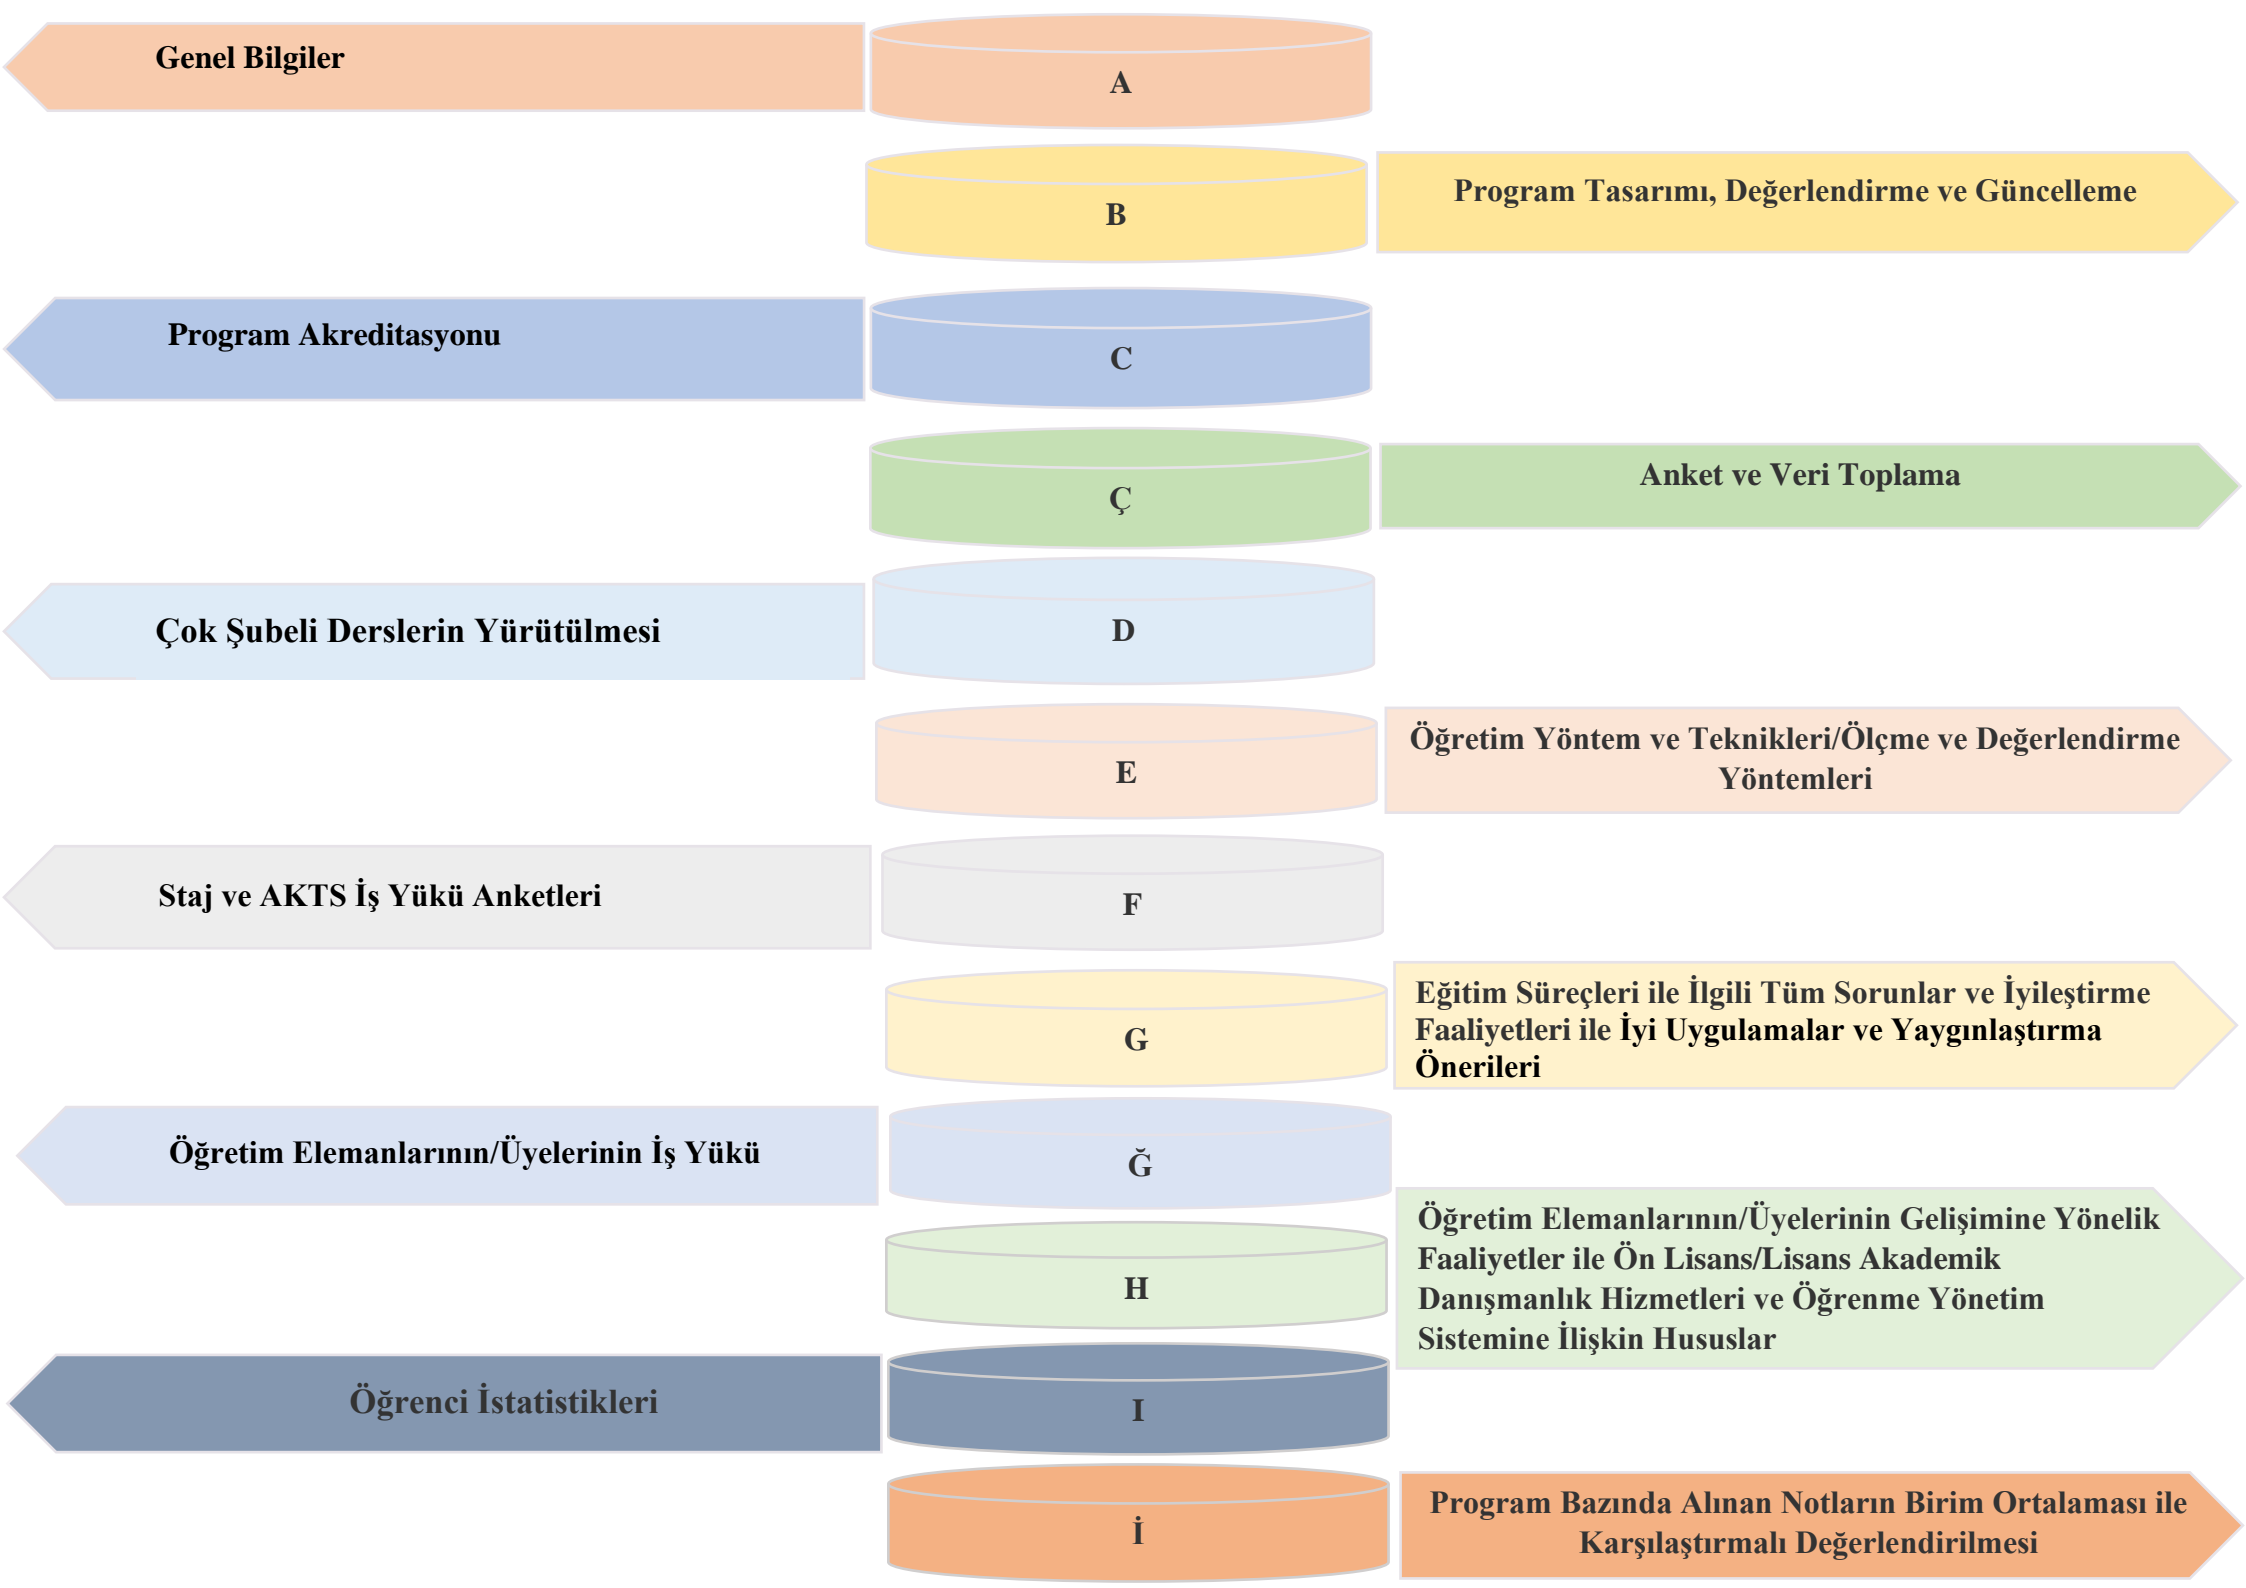 Genel Bilgiler
A
B
Program Tasarımı, Değerlendirme ve Güncelleme
Program Akreditasyonu
C
Ç
Anket ve Veri Toplama
Çok Şubeli Derslerin Yürütülmesi
D
E
Öğretim Yöntem ve Teknikleri/Ölçme ve Değerlendirme
Yöntemleri
Staj ve AKTS İş Yükü Anketleri
F
G
Eğitim Süreçleri ile İlgili Tüm Sorunlar ve İyileştirme
Faaliyetleri ile İyi Uygulamalar ve Yaygınlaştırma
Önerileri
Öğretim Elemanlarının/Üyelerinin İş Yükü
Ğ
H
Öğretim Elemanlarının/Üyelerinin Gelişimine Yönelik
Faaliyetler ile Ön Lisans/Lisans Akademik
Danışmanlık Hizmetleri ve Öğrenme Yönetim
Sistemine İlişkin Hususlar
Öğrenci İstatistikleri
I
İ
Program Bazında Alınan Notların Birim Ortalaması ile
Karşılaştırmalı Değerlendirilmesi